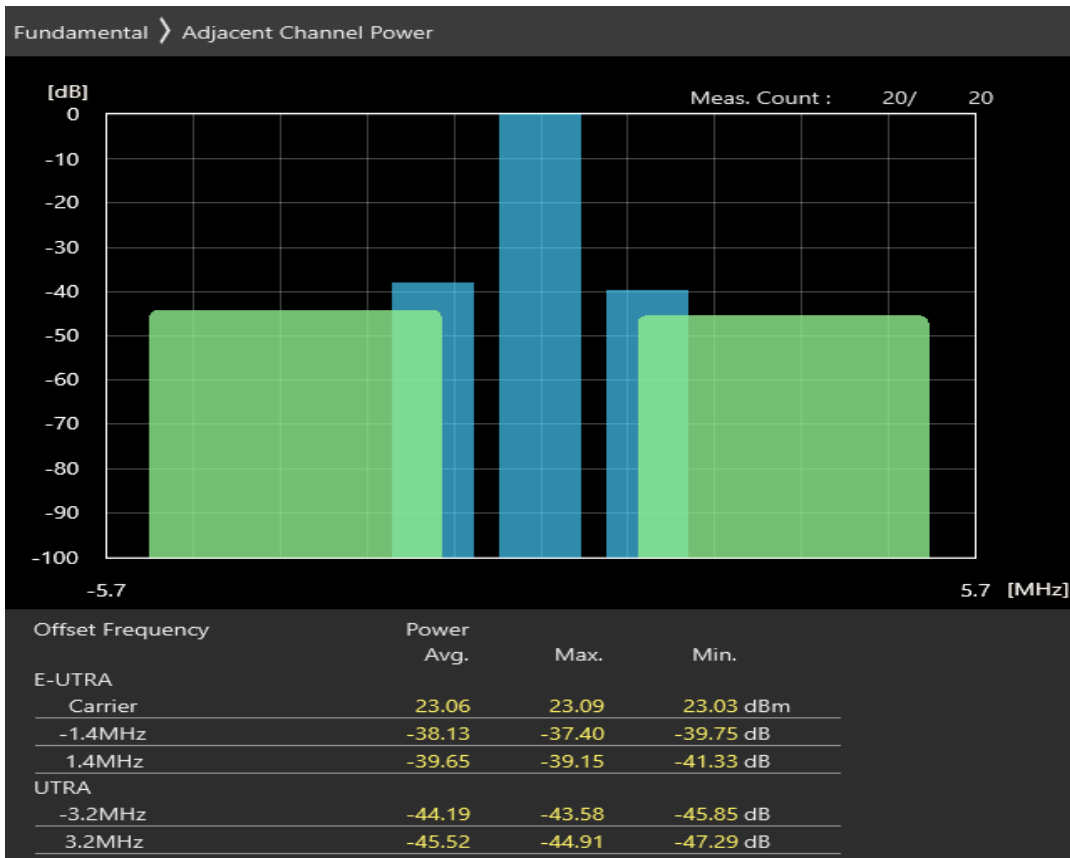 Fundamental 〉 Adjacent Channel Power
[dB]
Meas. Count : 20/ 20
0
-10
-20
-30
-40
-50
-60
-70
-80
-90
-100
-5.7 5.7 [MHz]
Offset Frequency Power
Avg. Max. Min.
E-UTRA
Carrier 23.06 23.09 23.03 dBm
-1.4MHz -38.13 -37.40 -39.75 dB
1.4MHz -39.65 -39.15 -41.33 dB
UTRA
-3.2MHz -44.19 -43.58 -45.85 dB
3.2MHz -45.52 -44.91 -47.29 dB